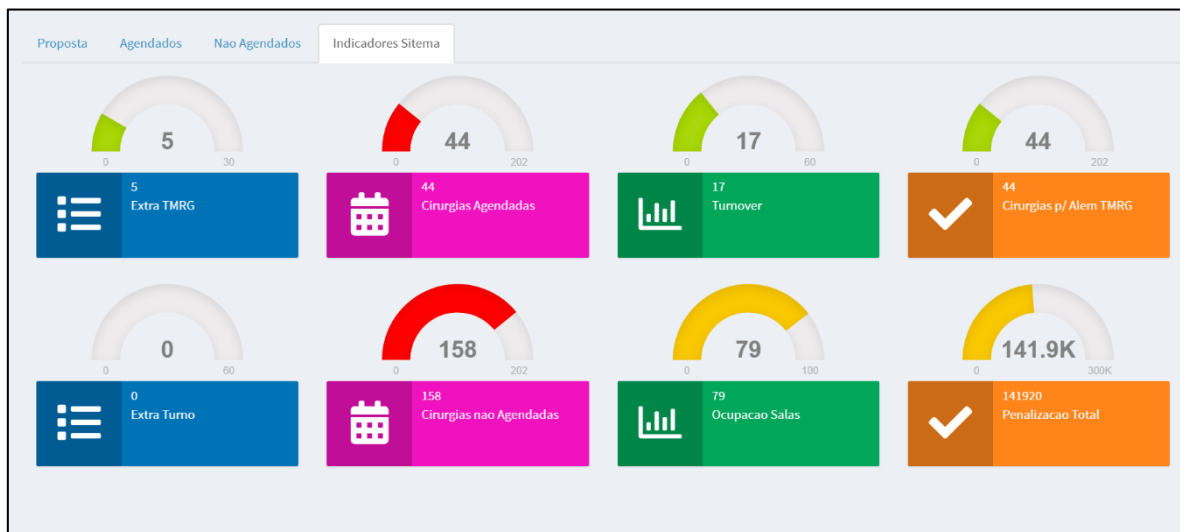 Proposta
Agendados
Nao Agendados
Indicadores Sitema
5
0
30
44
0
202
17
0
60
44
0
202
5
Extra TMRG
44
Cirurgias Agendadas
17
Turnover
44
Cirurgias p/ Alem TMRG
0
0
60
158
0
202
79
0
100
141.9K
0
300K
0
Extra Turno
158
Cirurgias nao Agendadas
79
Ocupacao Salas
141920
Penalizacao Total